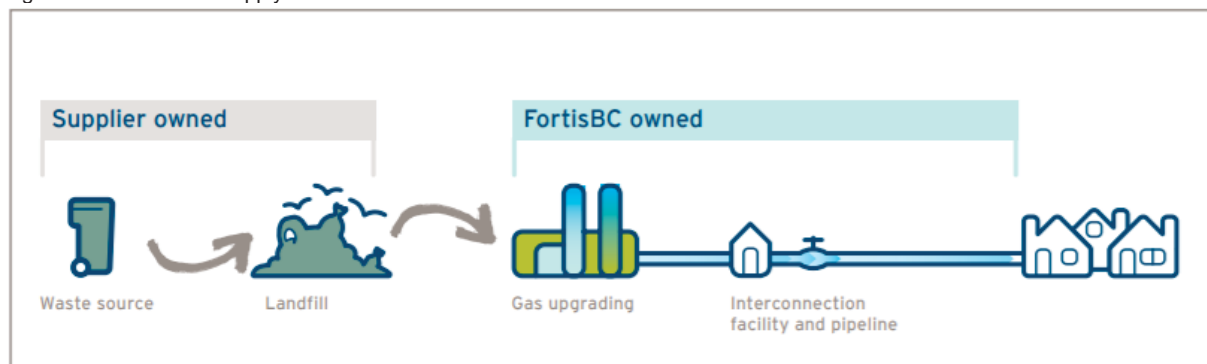 Supplier owned
FortisBC owned
Waste source
Landfill
Gas upgrading
Interconnection
facility and pipeline